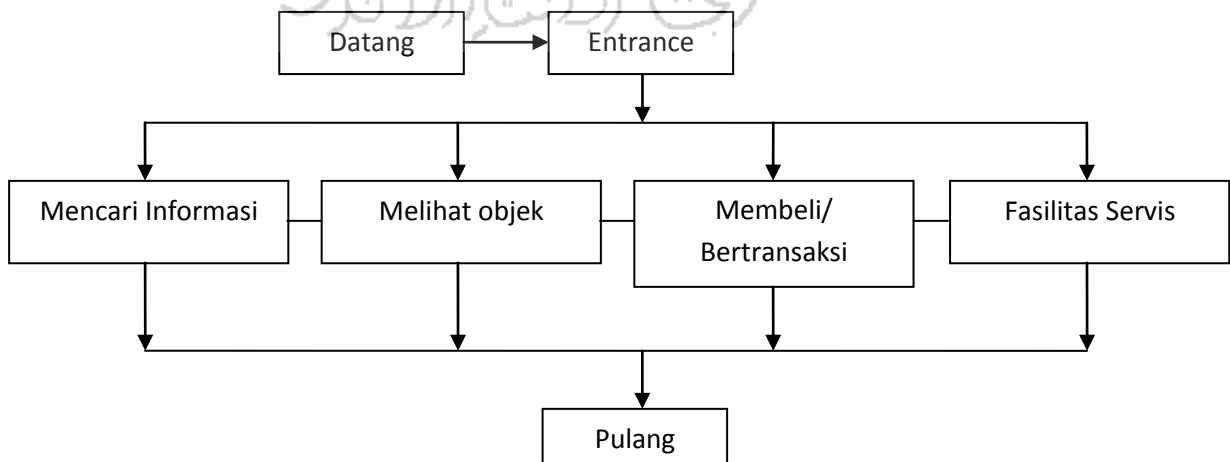 Datang
Entrance
Mencari Informasi
Melihat objek
Membeli/
Bertransaksi
Fasilitas Servis
Pulang